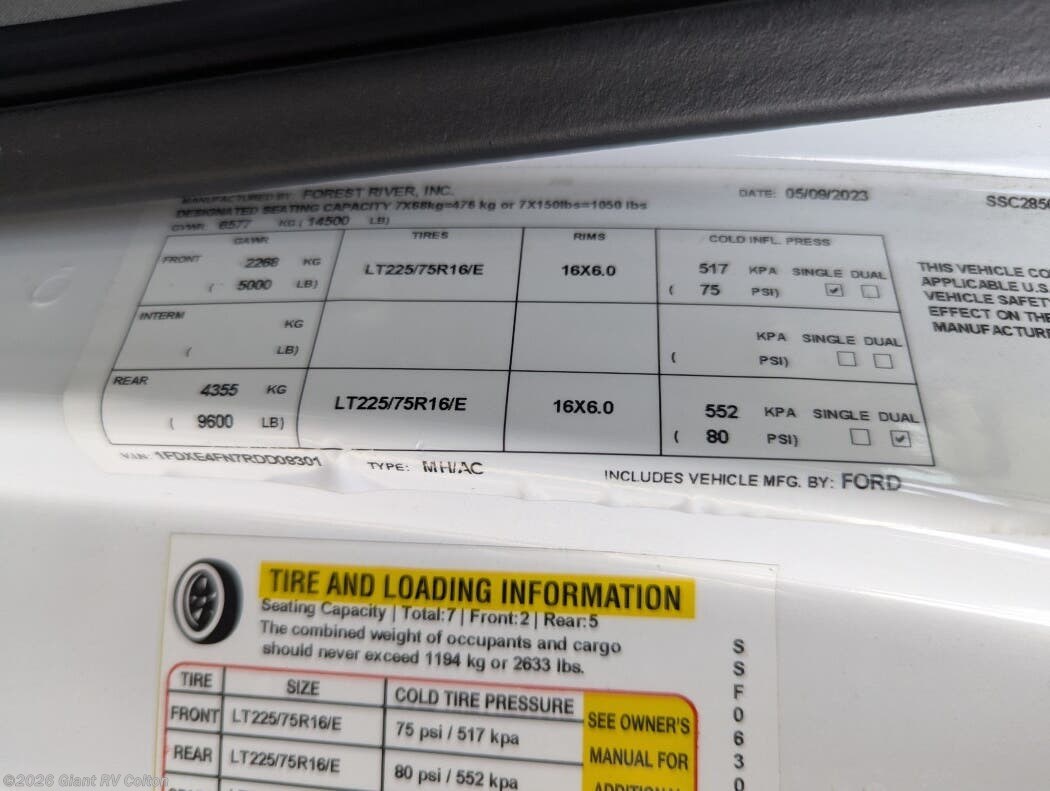 MANUFACTURED BY: FOREST RIVER, INC. DATE: 05/09/2023 SSC2850
DESIGNATED SEATING CAPACITY 7X68kg=476 kg or 7X150lbs=1050 lbs
GVWR 6577 KG ( 14500 LB)
GAWR TIRES RIMS COLD INFL. PRESS
FRONT 2268 KG LT225/75R16/E 16X6.0 517 KPA SINGLE DUAL
( 5000 LB) ( 75 PSI)
INTERM KG KPA SINGLE DUAL
( LB) ( PSI)
REAR 4355 KG LT225/75R16/E 16X6.0 552 KPA SINGLE DUAL
( 9600 LB) ( 80 PSI)
THIS VEHICLE CO
APPLICABLE U.S.
VEHICLE SAFETY
EFFECT ON THE
MANUFACTURE
V.I.N. 1FDXE4FN7RDD09301 TYPE: MH/AC INCLUDES VEHICLE MFG. BY: FORD
TIRE AND LOADING INFORMATION
Seating Capacity | Total:7 | Front:2 | Rear:5
The combined weight of occupants and cargo
should never exceed 1194 kg or 2633 lbs.
TIRE SIZE COLD TIRE PRESSURE
FRONT LT225/75R16/E 75 psi / 517 kpa
REAR LT225/75R16/E 80 psi / 552 kpa
SEE OWNER'S
MANUAL FOR
ADDITIONAL
SSF0630
©2026 Giant RV Colton